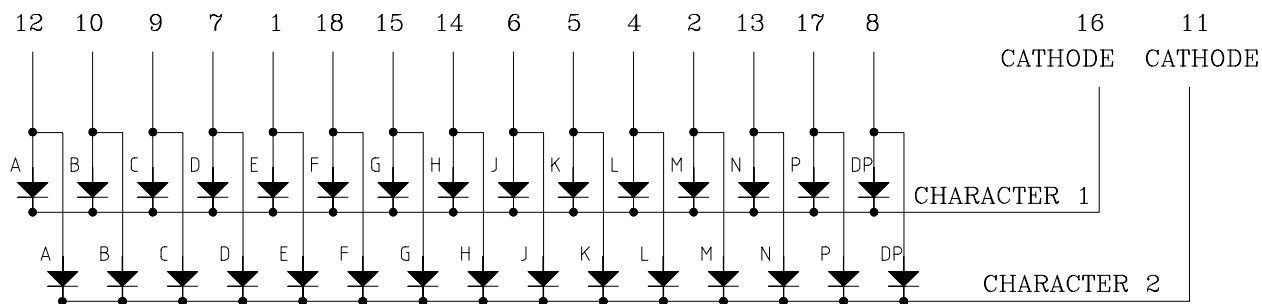 12 10 9 7 1 18 15 14 6 5 4 2 13 17 8 16 11
CATHODE CATHODE
A B C D E F G H J K L M N P DP
CHARACTER 1
A B C D E F G H J K L M N P DP
CHARACTER 2